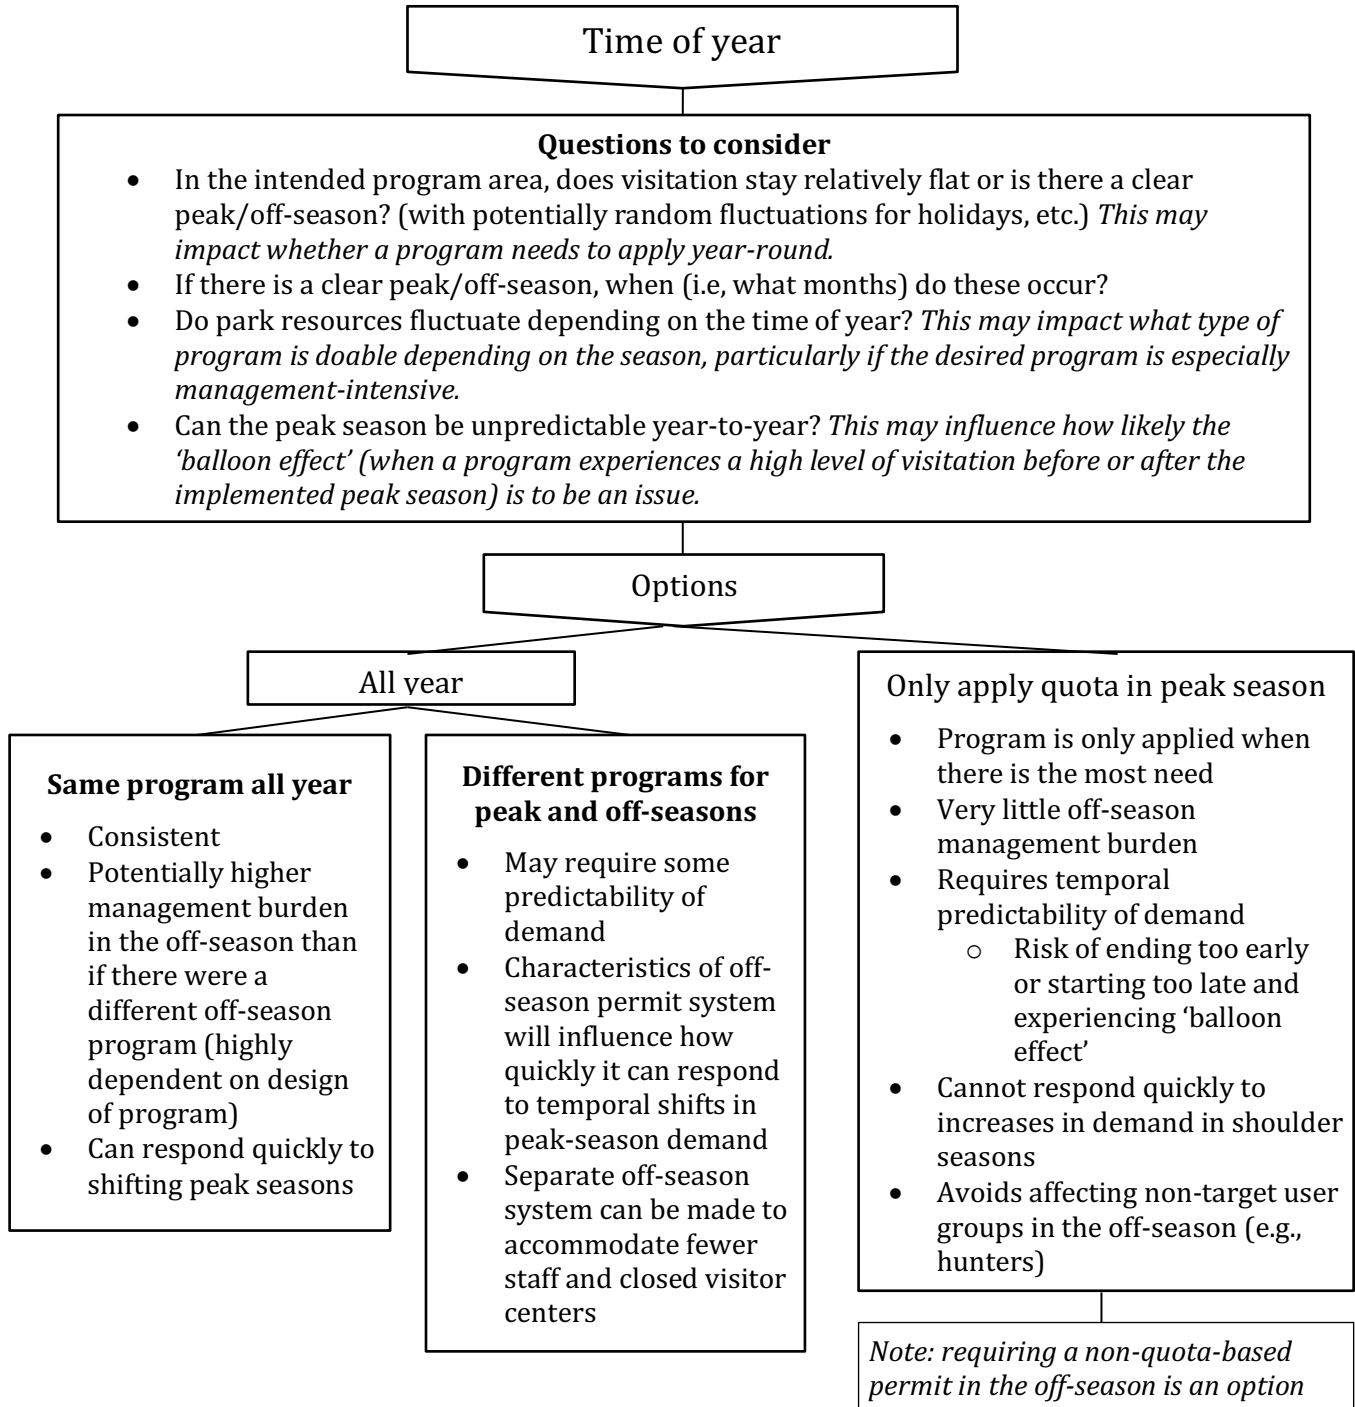 Time of year
Questions to consider
• In the intended program area, does visitation stay relatively flat or is there a clear
peak/off-season? (with potentially random fluctuations for holidays, etc.) This may
impact whether a program needs to apply year-round.
• If there is a clear peak/off-season, when (i.e, what months) do these occur?
• Do park resources fluctuate depending on the time of year? This may impact what type of
program is doable depending on the season, particularly if the desired program is especially
management-intensive.
• Can the peak season be unpredictable year-to-year? This may influence how likely the
‘balloon effect’ (when a program experiences a high level of visitation before or after the
implemented peak season) is to be an issue.
Options
All year
Same program all year
• Consistent
• Potentially higher
management burden
in the off-season than
if there were a
different off-season
program (highly
dependent on design
of program)
• Can respond quickly to
shifting peak seasons
Different programs for
peak and off-seasons
• May require some
predictability of
demand
• Characteristics of off-
season permit system
will influence how
quickly it can respond
to temporal shifts in
peak-season demand
• Separate off-season
system can be made to
accommodate fewer
staff and closed visitor
centers
Only apply quota in peak season
• Program is only applied when
there is the most need
• Very little off-season
management burden
• Requires temporal
predictability of demand
o Risk of ending too early
or starting too late and
experiencing ‘balloon
effect’
• Cannot respond quickly to
increases in demand in shoulder
seasons
• Avoids affecting non-target user
groups in the off-season (e.g.,
hunters)
Note: requiring a non-quota-based
permit in the off-season is an option